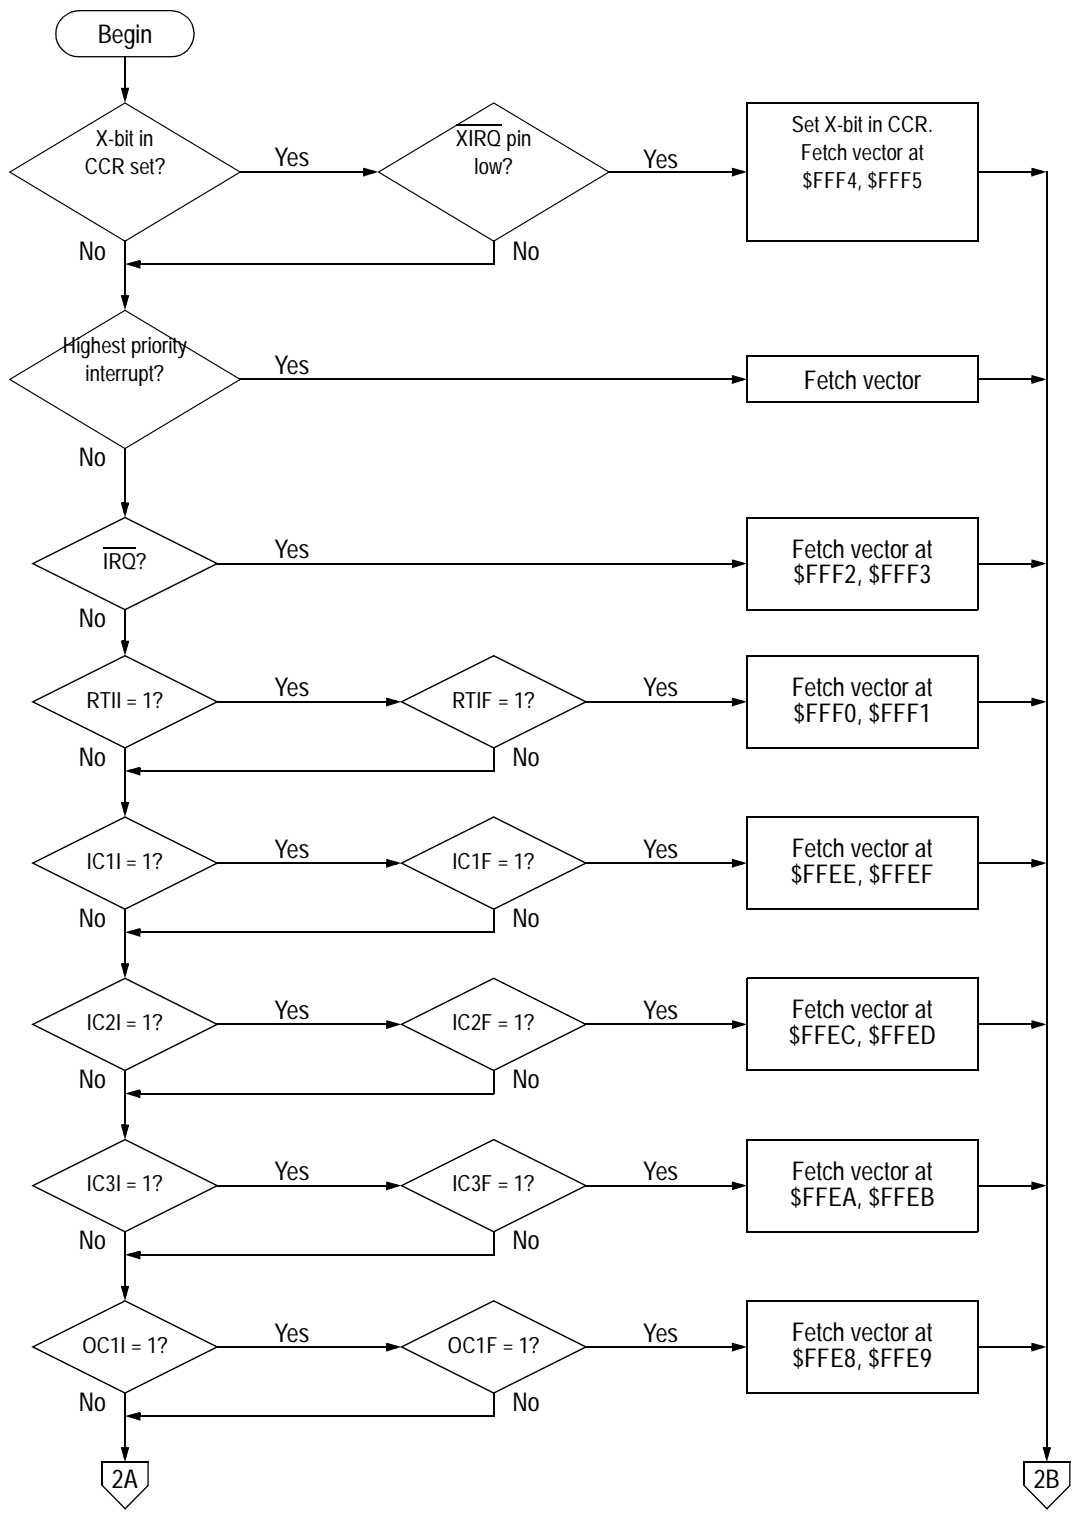 Begin
X-bit in
CCR set?
Yes
XIRQ pin
low?
Yes
Set X-bit in CCR.
Fetch vector at
$FFF4, $FFF5
No
No
Highest priority
interrupt?
Yes
Fetch vector
No
IRQ?
Yes
Fetch vector at
$FFF2, $FFF3
No
RTII = 1?
Yes
RTIF = 1?
Yes
Fetch vector at
$FFF0, $FFF1
No
No
IC1I = 1?
Yes
IC1F = 1?
Yes
Fetch vector at
$FFEE, $FFEF
No
No
IC2I = 1?
Yes
IC2F = 1?
Yes
Fetch vector at
$FFEC, $FFED
No
No
IC3I = 1?
Yes
IC3F = 1?
Yes
Fetch vector at
$FFEA, $FFEB
No
No
OC1I = 1?
Yes
OC1F = 1?
Yes
Fetch vector at
$FFE8, $FFE9
No
No
2A
2B